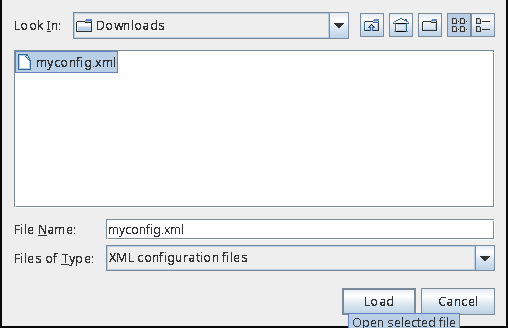 Look In: Downloads
myconfig.xml
File Name: myconfig.xml
Files of Type: XML configuration files
Load Cancel
Open selected file